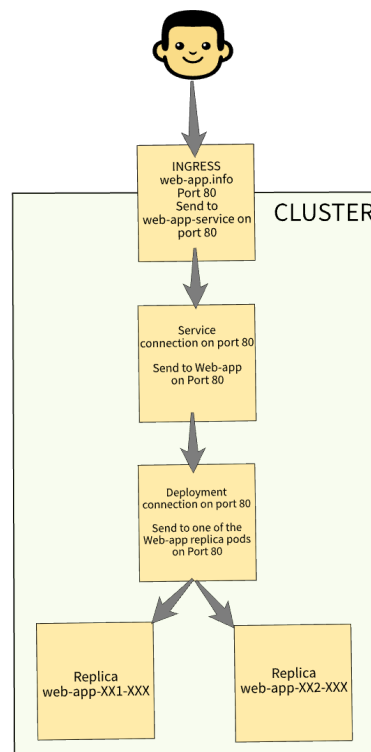 INGRESS
web-app.info
Port 80
Send to
web-app-service on
port 80
CLUSTER
Service
connection on port 80
Send to Web-app
on Port 80
Deployment
connection on port 80
Send to one of the
Web-app replica pods
on Port 80
Replica
web-app-XX1-XXX
Replica
web-app-XX2-XXX